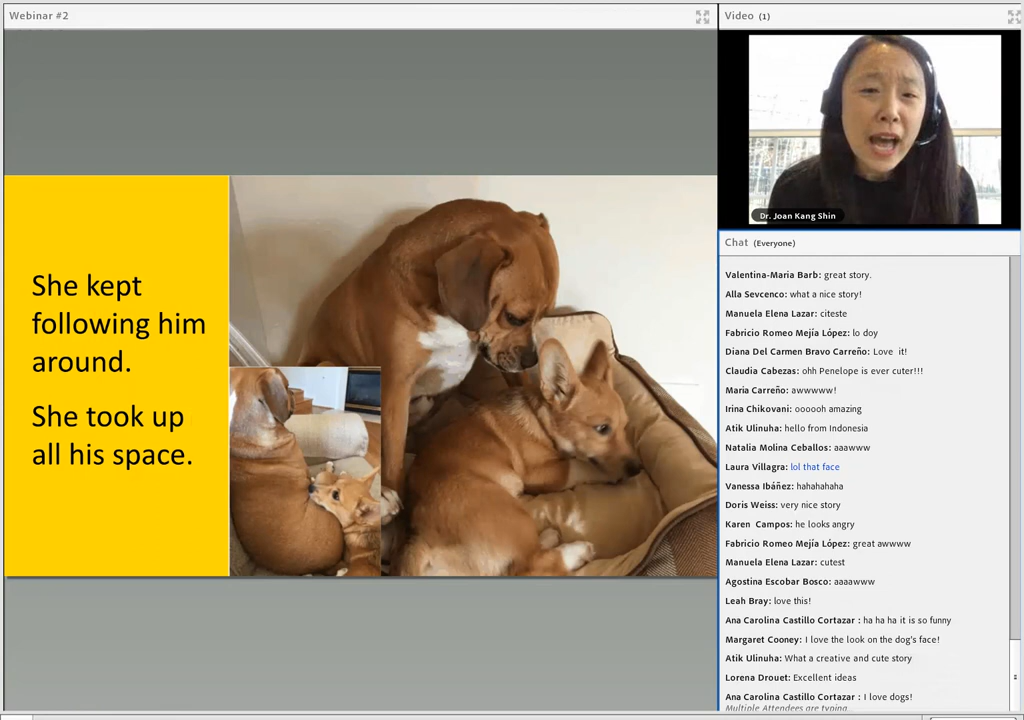 Webinar #2
She kept
following him
around.
She took up
all his space.
Video (1)
Dr. Joan Kang Shin
Chat (Everyone)
Valentina-Maria Barb: great story.
Alla Sevcenco: what a nice story!
Manuela Elena Lazar: citeste
Fabricio Romeo Mejía López: lo doy
Diana Del Carmen Bravo Carreño: Love it!
Claudia Cabezas: ohh Penelope is ever cuter!!!
Maria Carreño: awwwww!
Irina Chikovani: oooooh amazing
Atik Ulinuha: hello from Indonesia
Natalia Molina Ceballos: aaawww
Laura Villagra: lol that face
Vanessa Ibáñez: hahahahaha
Doris Weiss: very nice story
Karen Campos: he looks angry
Fabricio Romeo Mejía López: great awwww
Manuela Elena Lazar: cutest
Agostina Escobar Bosco: aaaawww
Leah Bray: love this!
Ana Carolina Castillo Cortazar : ha ha ha it is so funny
Margaret Cooney: I love the look on the dog's face!
Atik Ulinuha: What a creative and cute story
Lorena Drouet: Excellent ideas
Ana Carolina Castillo Cortazar : I love dogs!
Multiple Attendees are typing...